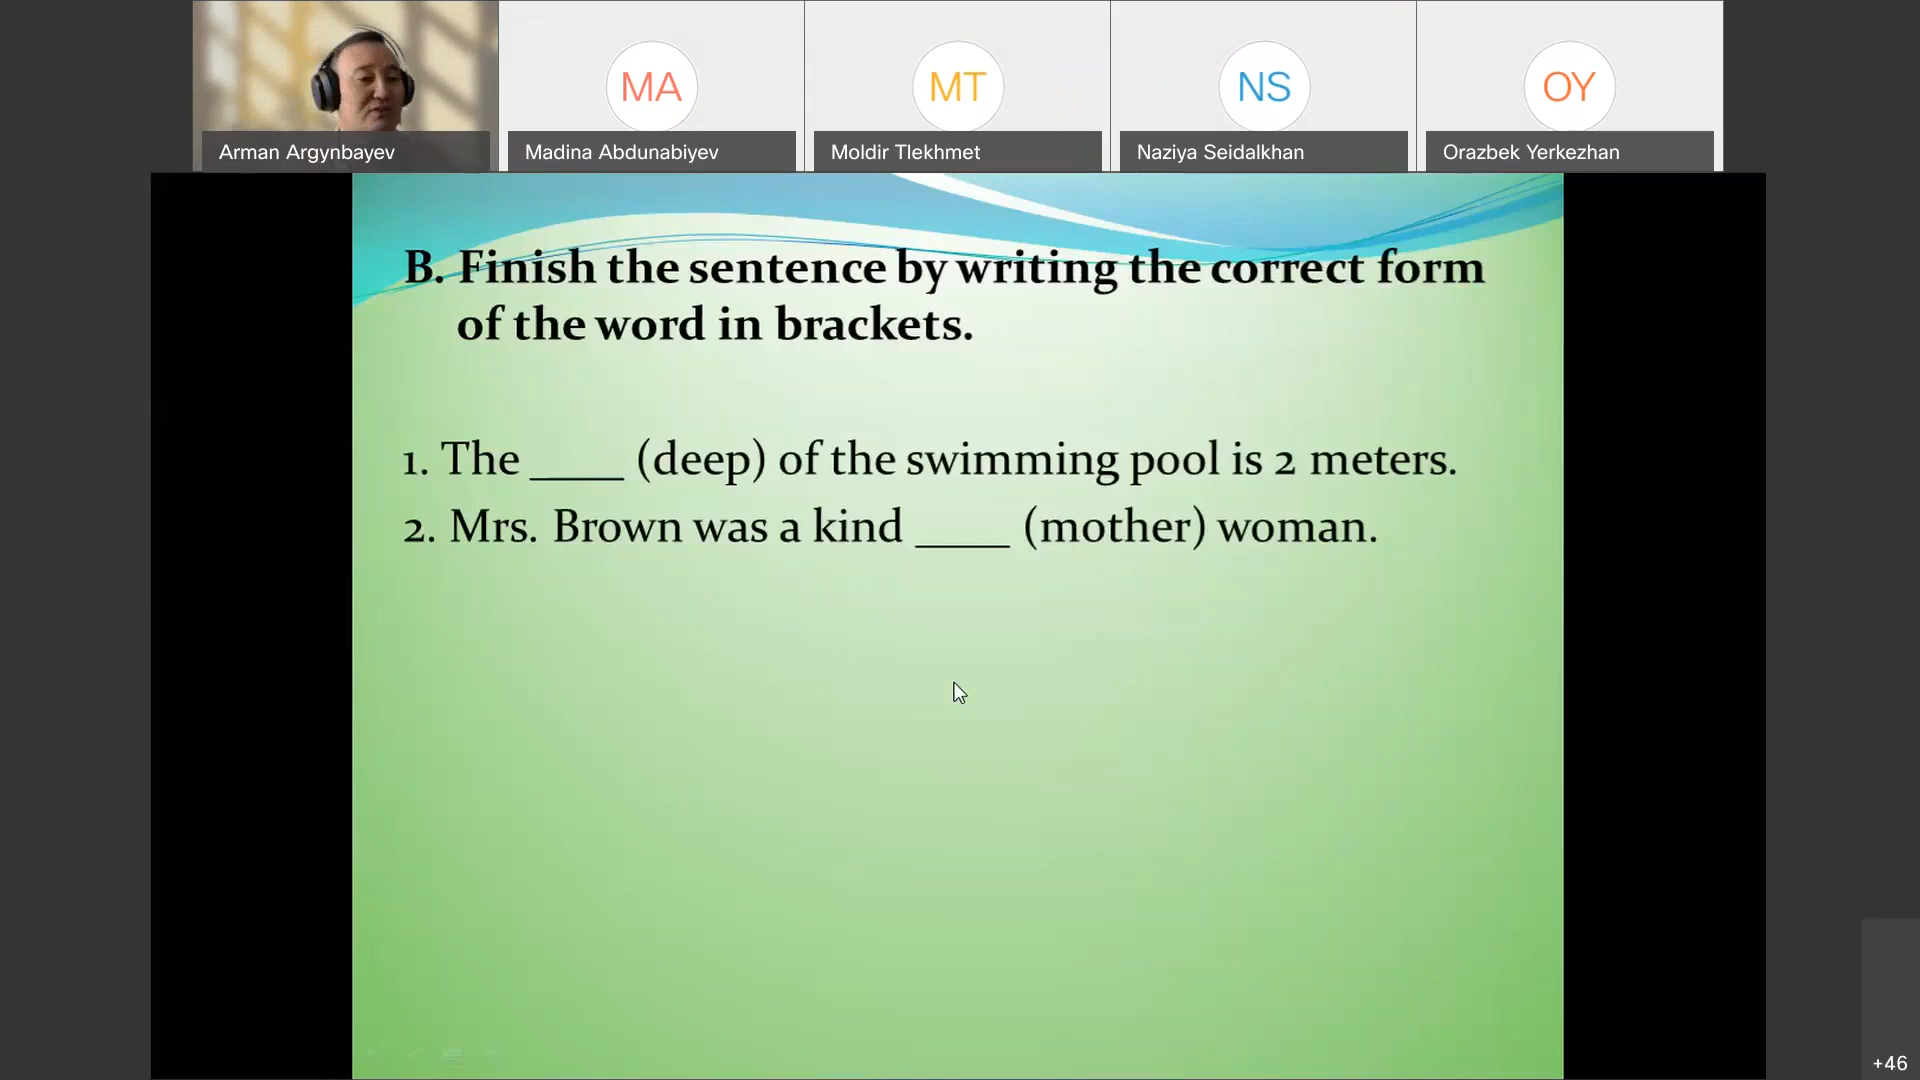 MA
MT
NS
OY
Arman Argynbayev
Madina Abdunabiyev
Moldir Tlekhmet
Naziya Seidalkhan
Orazbek Yerkezhan
B. Finish the sentence by writing the correct form
of the word in brackets.
1. The ____ (deep) of the swimming pool is 2 meters.
2. Mrs. Brown was a kind ____ (mother) woman.
+46